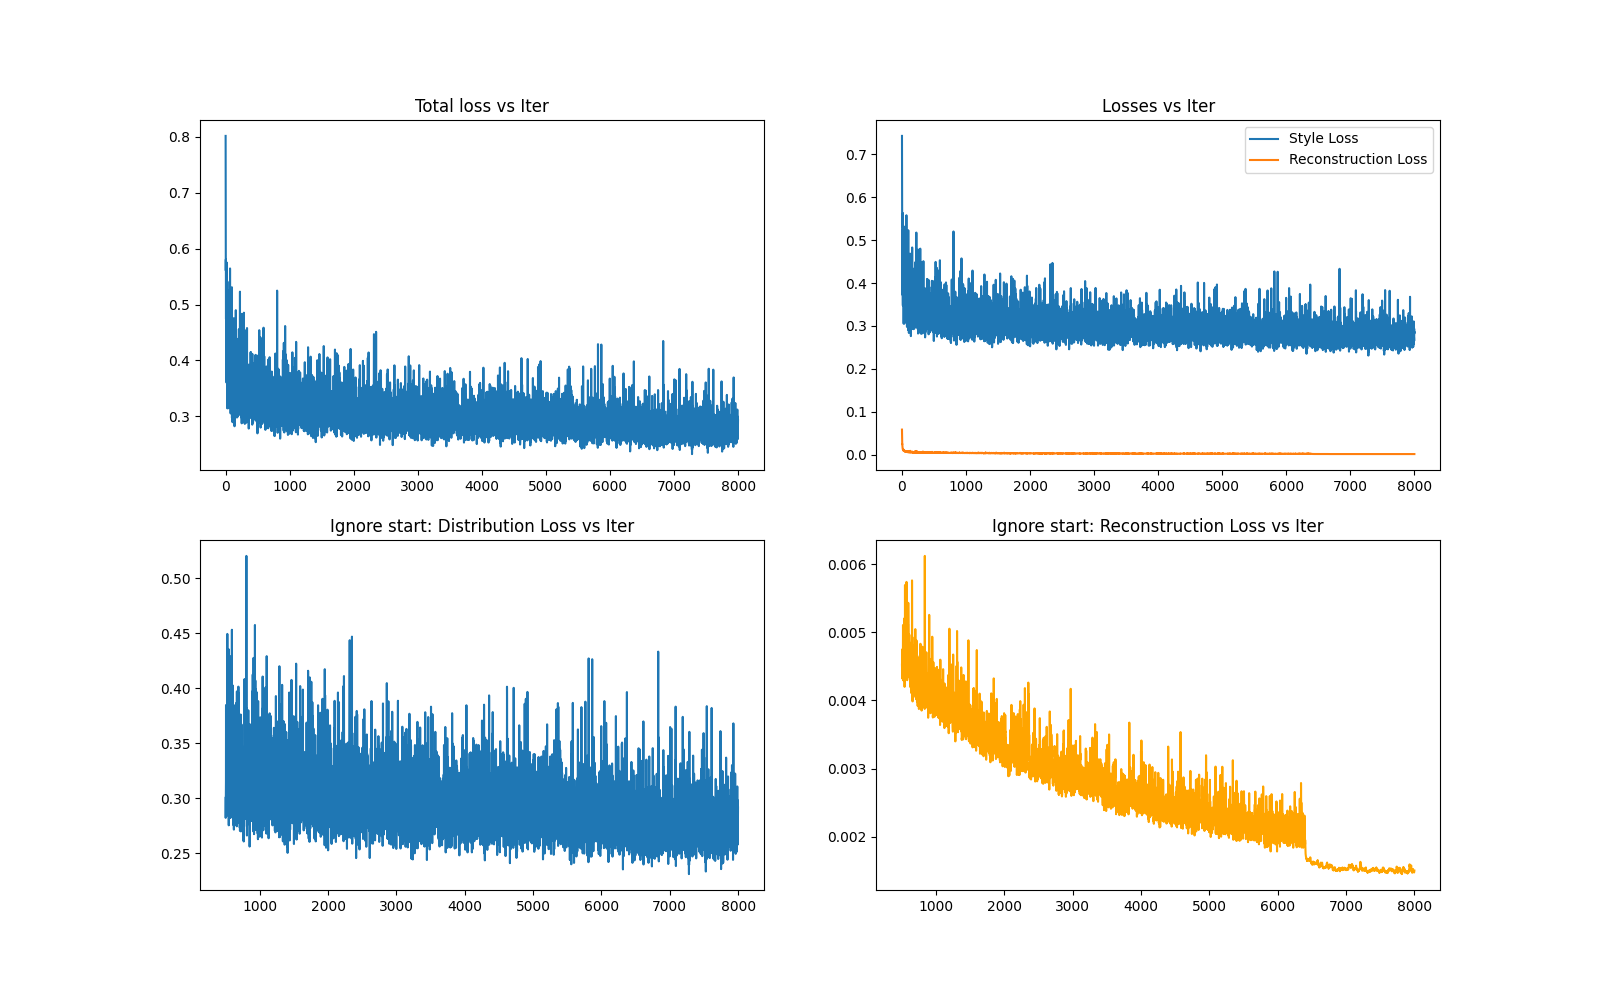 Total loss vs Iter
0.8
0.7
0.6
0.5
0.4
0.3
0 1000 2000 3000 4000 5000 6000 7000 8000
Losses vs Iter
Style Loss
Reconstruction Loss
0.7
0.6
0.5
0.4
0.3
0.2
0.1
0.0
0 1000 2000 3000 4000 5000 6000 7000 8000
Ignore start: Distribution Loss vs Iter
0.50
0.45
0.40
0.35
0.30
0.25
1000 2000 3000 4000 5000 6000 7000 8000
Ignore start: Reconstruction Loss vs Iter
0.006
0.005
0.004
0.003
0.002
1000 2000 3000 4000 5000 6000 7000 8000